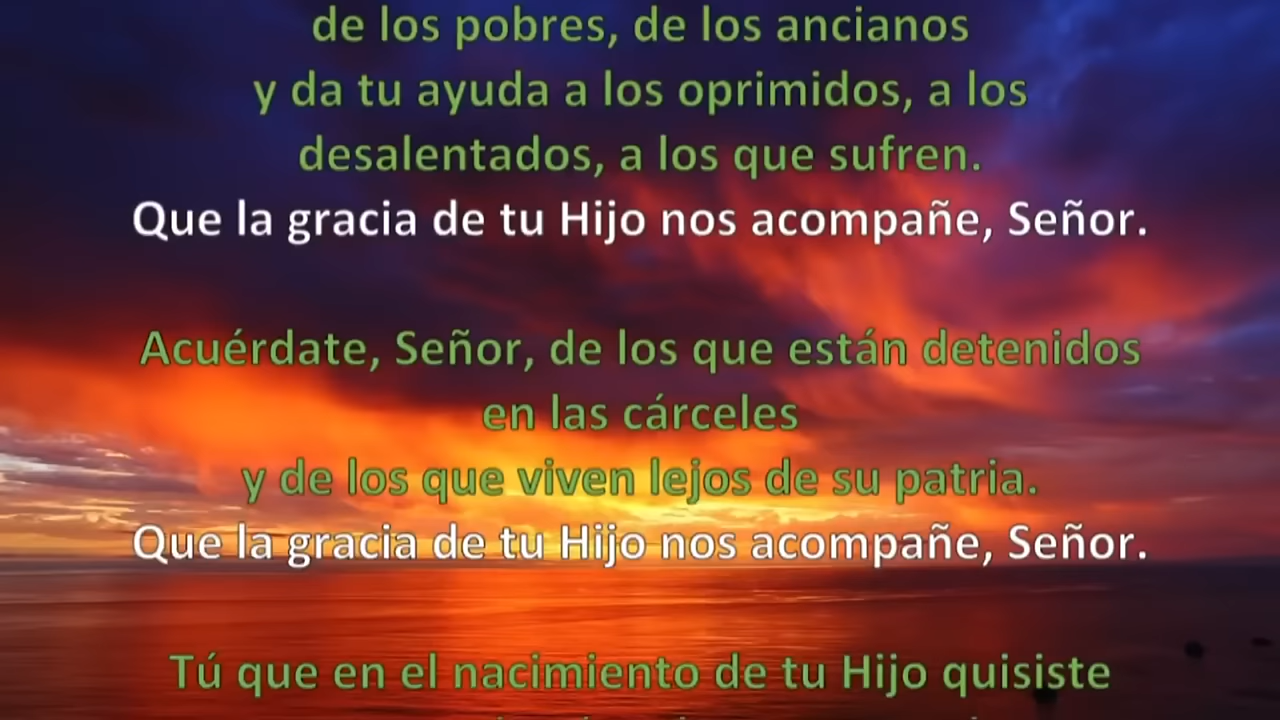 de los pobres, de los ancianos
y da tu ayuda a los oprimidos, a los
desalentados, a los que sufren.
Que la gracia de tu Hijo nos acompañe, Señor.
Acuérdate, Señor, de los que están detenidos
en las cárceles
y de los que viven lejos de su patria.
Que la gracia de tu Hijo nos acompañe, Señor.
Tú que en el nacimiento de tu Hijo quisiste